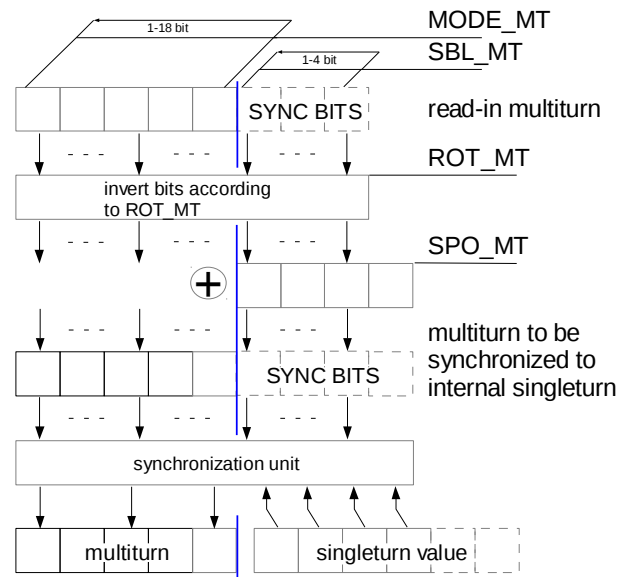 1-18 bit
MODE_MT
SBL_MT
1-4 bit
SYNC BITS
read-in multiturn
- - - - - - - - -
ROT_MT
invert bits according
to ROT_MT
- - - - - - - - -
SPO_MT
+
- - - - - - - - -
multiturn to be
synchronized to
internal singleturn
SYNC BITS
- - - - - - - - -
synchronization unit
multiturn
singleturn value